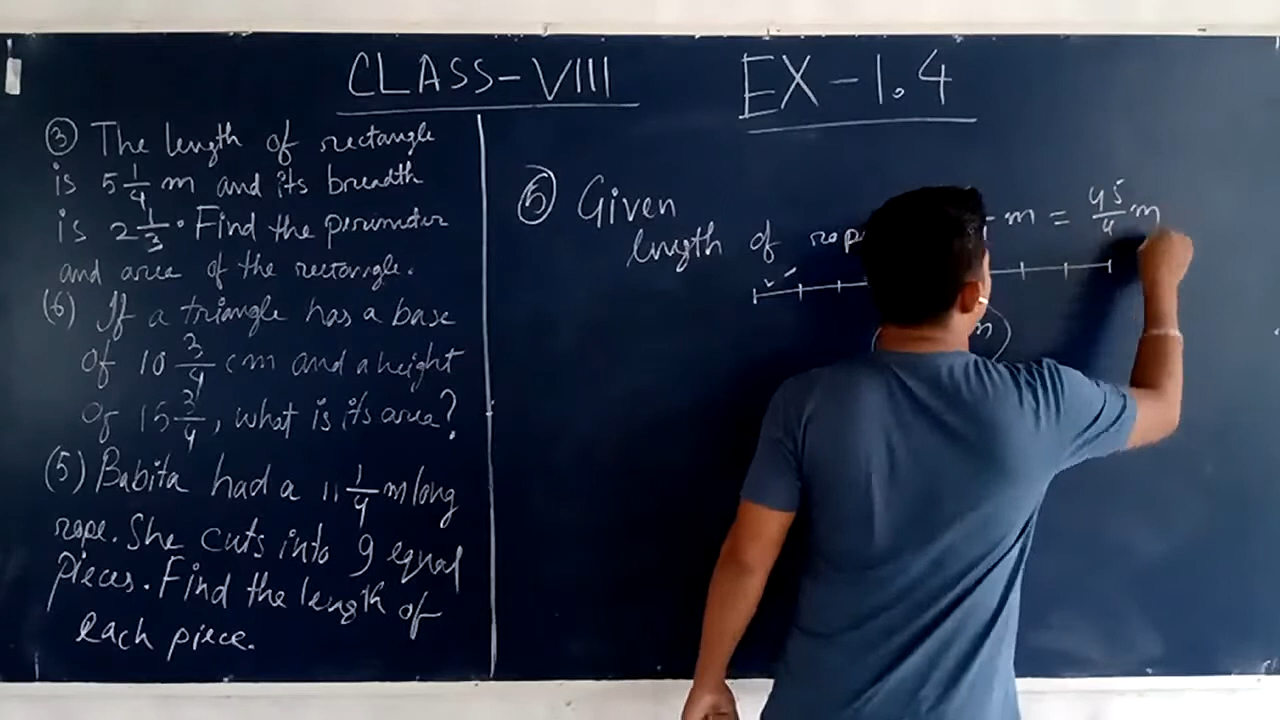 CLASS-VIII
EX-1.4
③ The length of rectangle
is 5 1/4 m and its breadth
is 2 1/3. Find the perimeter
and area of the rectangle.
(6) If a triangle has a base
of 10 3/4 cm and a height
of 15 3/4, what is its area?
(5) Babita had a 11 1/4 m long
rope. She cuts into 9 equal
pieces. Find the length of
each piece.
⑤ Given
length of rope m = 45/4 m